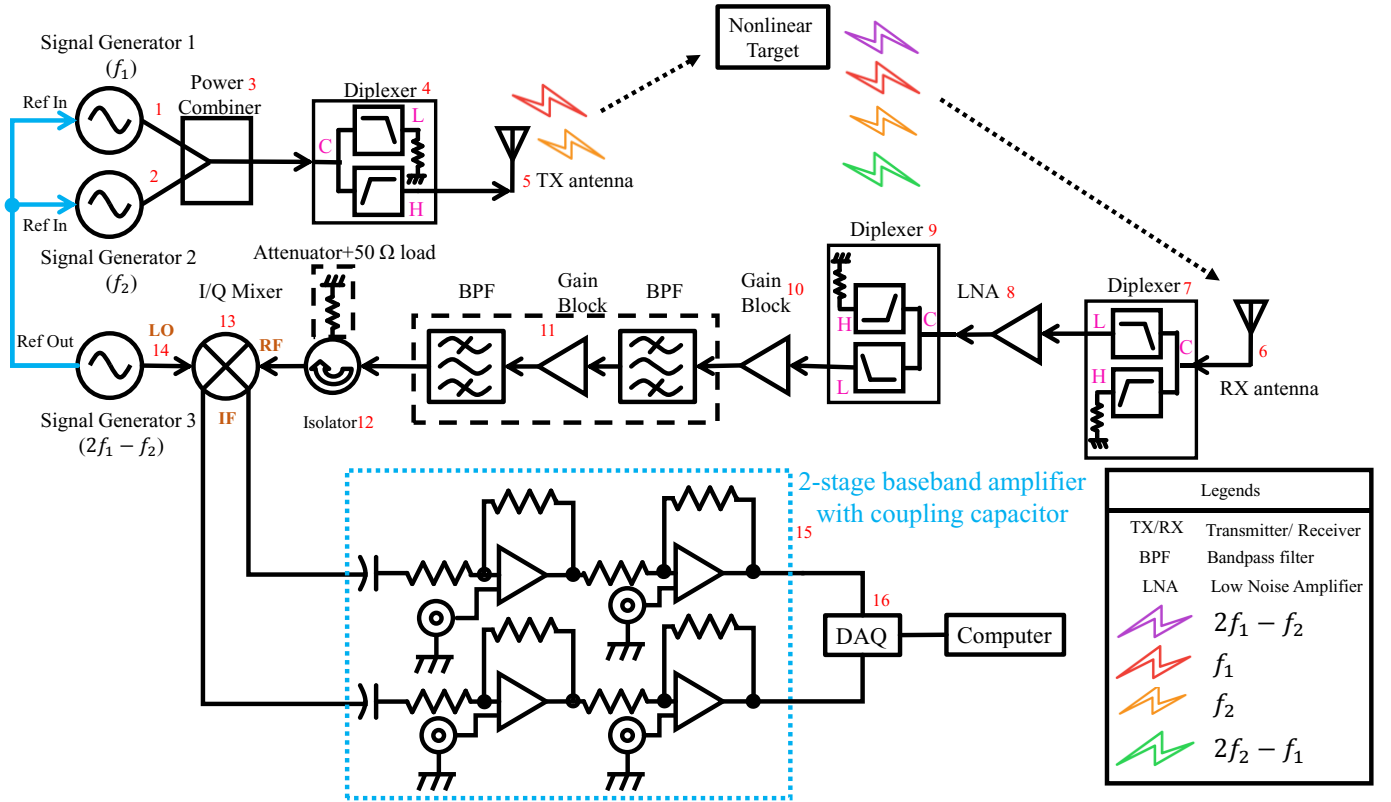 Signal Generator 1
(f₁)
Ref In
1
Power 3
Combiner
2
Ref In
Signal Generator 2
(f₂)
Diplexer 4
L
C
H
5 TX antenna
Nonlinear
Target
Attenuator+50 Ω load
I/Q Mixer
13
LO
14
RF
IF
Ref Out
Signal Generator 3
(2f₁ − f₂)
Isolator 12
BPF
Gain
Block
11
BPF
Gain
Block
10
Diplexer 9
H
C
L
LNA 8
Diplexer 7
L
C
H
6
RX antenna
2-stage baseband amplifier
with coupling capacitor
15
16
DAQ
Computer
Legends
TX/RX Transmitter/ Receiver
BPF Bandpass filter
LNA Low Noise Amplifier
2f₁ − f₂
f₁
f₂
2f₂ − f₁